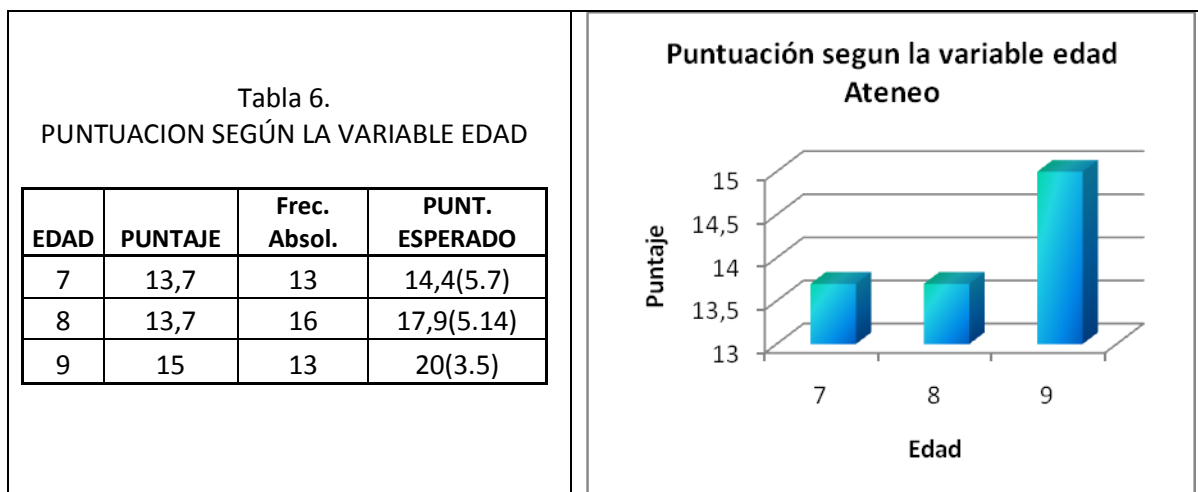 Tabla 6.
PUNTUACION SEGÚN LA VARIABLE EDAD
EDAD PUNTAJE Frec. Absol. PUNT. ESPERADO
7 13,7 13 14,4(5.7)
8 13,7 16 17,9(5.14)
9 15 13 20(3.5)
Puntuación segun la variable edad
Ateneo
Puntaje
15
14,5
14
13,5
13
7 8 9
Edad